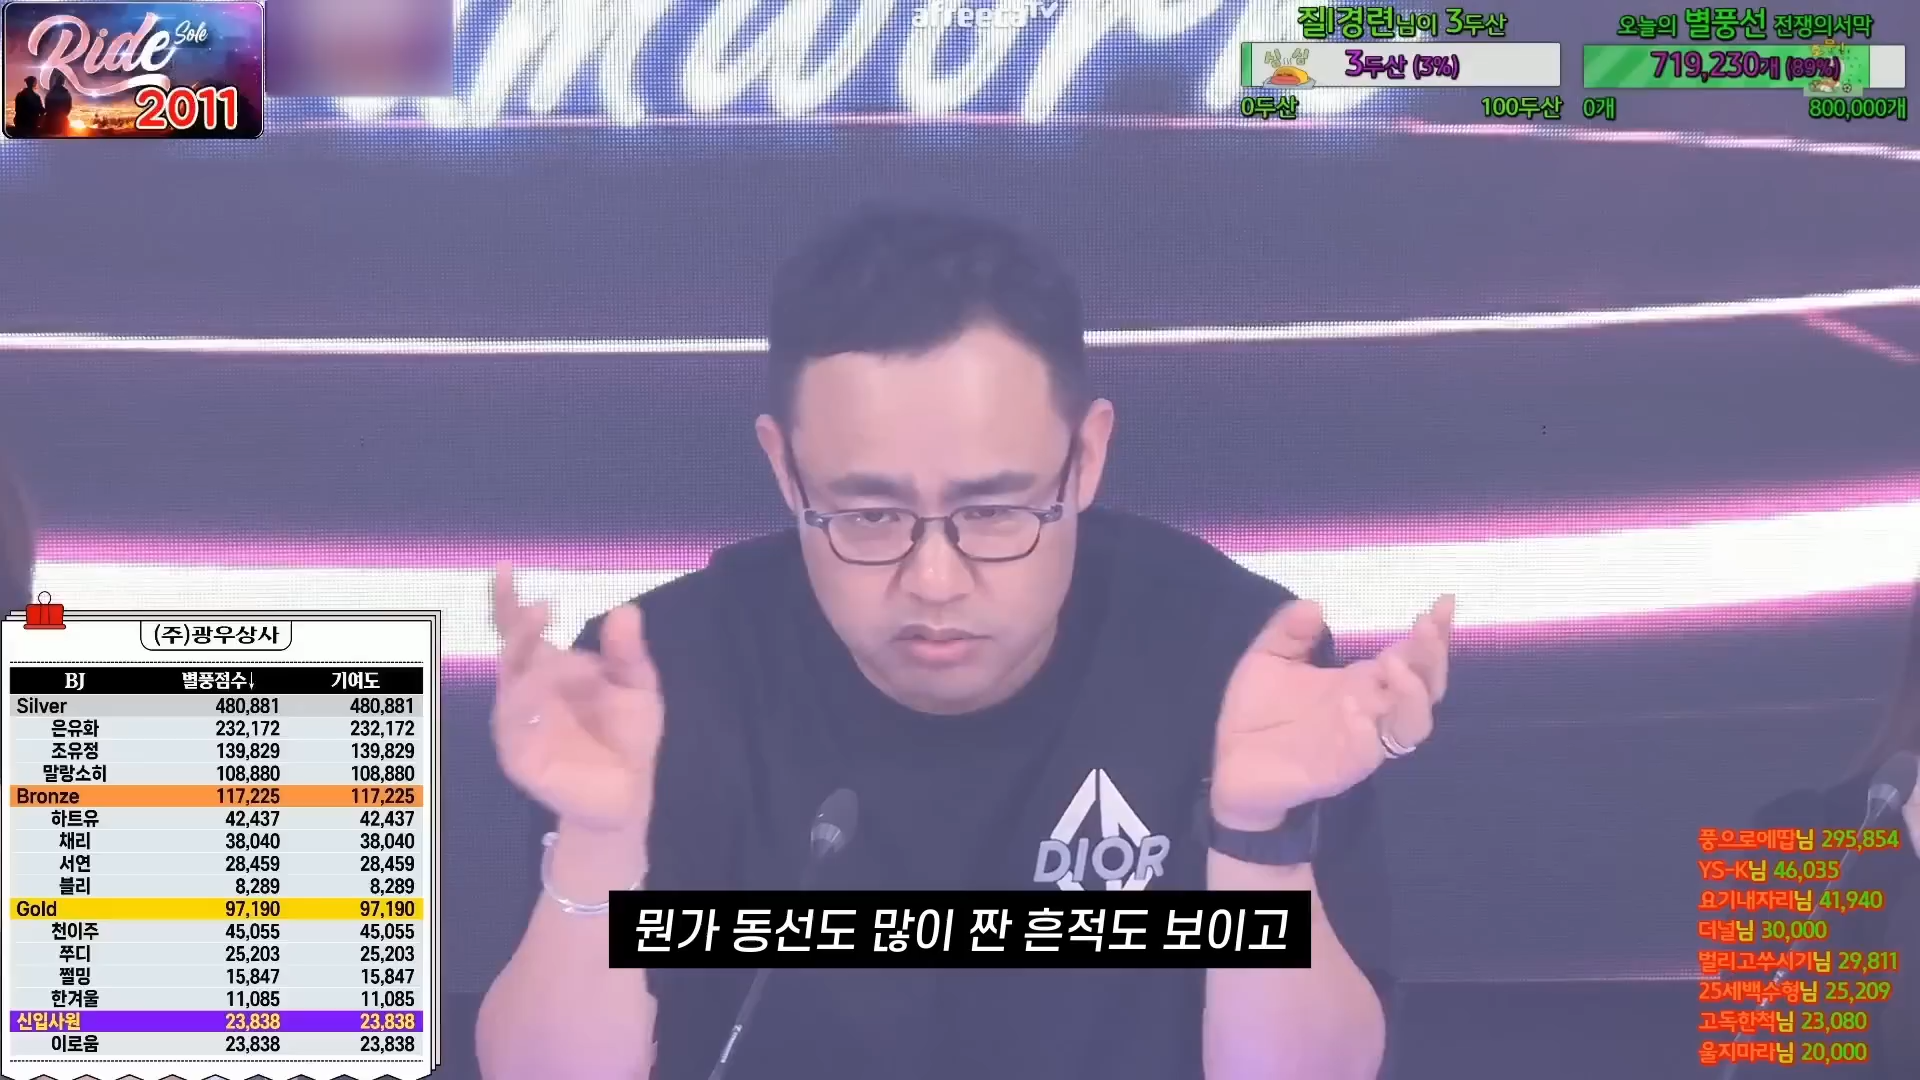 Ride Sole
2011
afreecaTV
질!경련님이 3두산
3두산 (3%)
0두산 100두산
오늘의 별풍선 전쟁의서막
719,230개 (89%)
0개 800,000개
(주)광우상사
BJ 별풍점수↓ 기여도
Silver 480,881 480,881
은유화 232,172 232,172
조유정 139,829 139,829
말랑소히 108,880 108,880
Bronze 117,225 117,225
하트유 42,437 42,437
채리 38,040 38,040
서연 28,459 28,459
블리 8,289 8,289
Gold 97,190 97,190
천이주 45,055 45,055
쭈디 25,203 25,203
쩔밍 15,847 15,847
한겨울 11,085 11,085
신입사원 23,838 23,838
이로움 23,838 23,838
DIOR
뭔가 동선도 많이 짠 흔적도 보이고
풍으로에땁님 295,854
YS-K님 46,035
요기내자리님 41,940
더널님 30,000
벌리고쑤시기님 29,811
25세백수형님 25,209
고독한척님 23,080
울지마라님 20,000